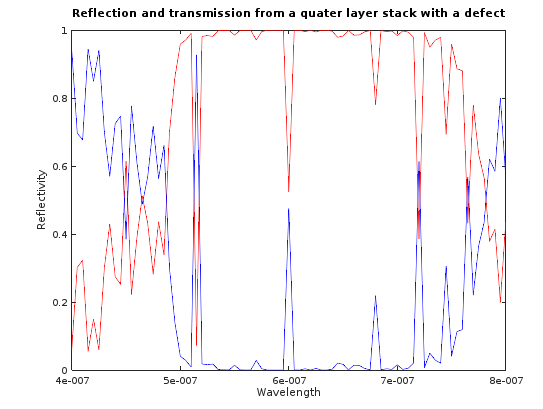 Reflection and transmission from a quater layer stack with a defect
1
0.8
0.6
0.4
0.2
0
Reflectivity
4e-007 5e-007 6e-007 7e-007 8e-007
Wavelength